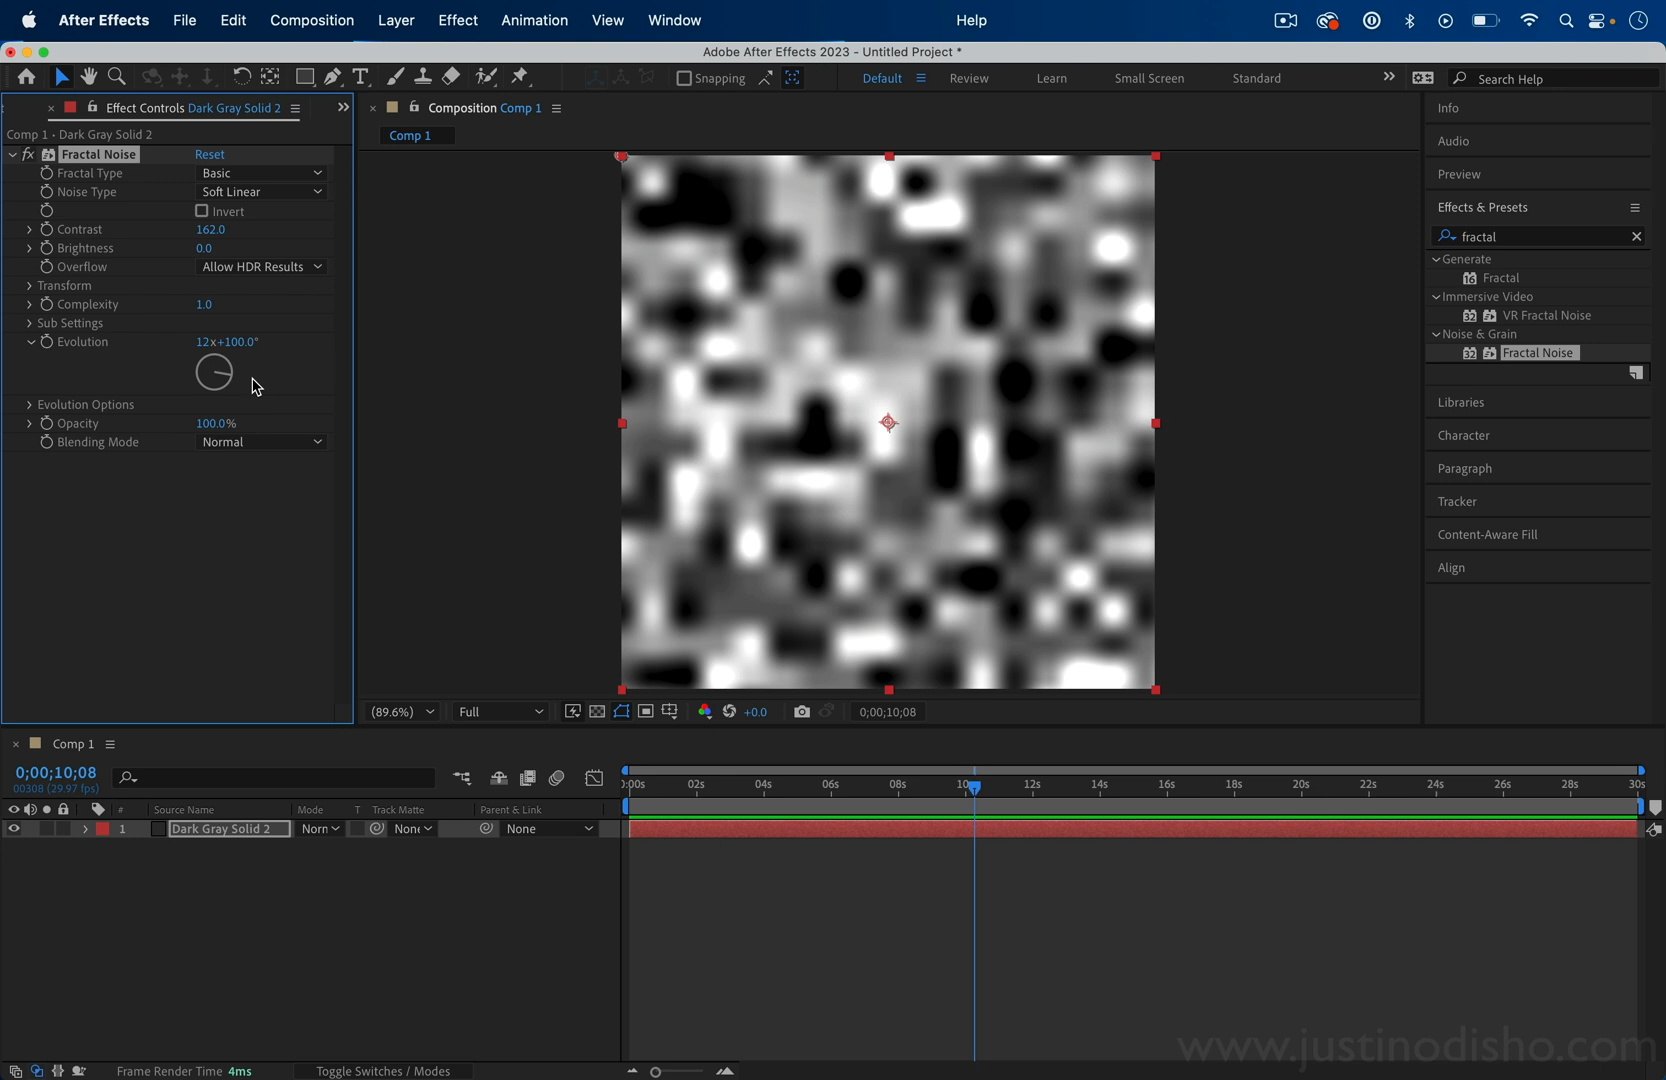 After Effects File Edit Composition Layer Effect Animation View Window Help
Adobe After Effects 2023 - Untitled Project *
Snapping Default Review Learn Small Screen Standard Search Help
Effect Controls Dark Gray Solid 2
Composition Comp 1
Info
Comp 1 • Dark Gray Solid 2
Comp 1
Audio
fx Fractal Noise Reset
Fractal Type Basic
Preview
Noise Type Soft Linear
Invert
Effects & Presets
Contrast 162.0
fractal
Brightness 0.0
Generate
Overflow Allow HDR Results
Fractal
Transform
Immersive Video
Complexity 1.0
VR Fractal Noise
Sub Settings
Noise & Grain
Evolution 12x+100.0°
Fractal Noise
Evolution Options
Libraries
Opacity 100.0%
Character
Blending Mode Normal
Paragraph
Tracker
Content-Aware Fill
Align
(89.6%) Full +0.0 0;00;10;08
Comp 1
0;00;10;08
00308 (29.97 fps)
:00s 02s 04s 06s 08s 10s 12s 14s 16s 18s 20s 22s 24s 26s 28s 30s
# Source Name Mode T Track Matte Parent & Link
1 Dark Gray Solid 2 Norn None None
www.justinodisho.com
Frame Render Time 4ms Toggle Switches / Modes